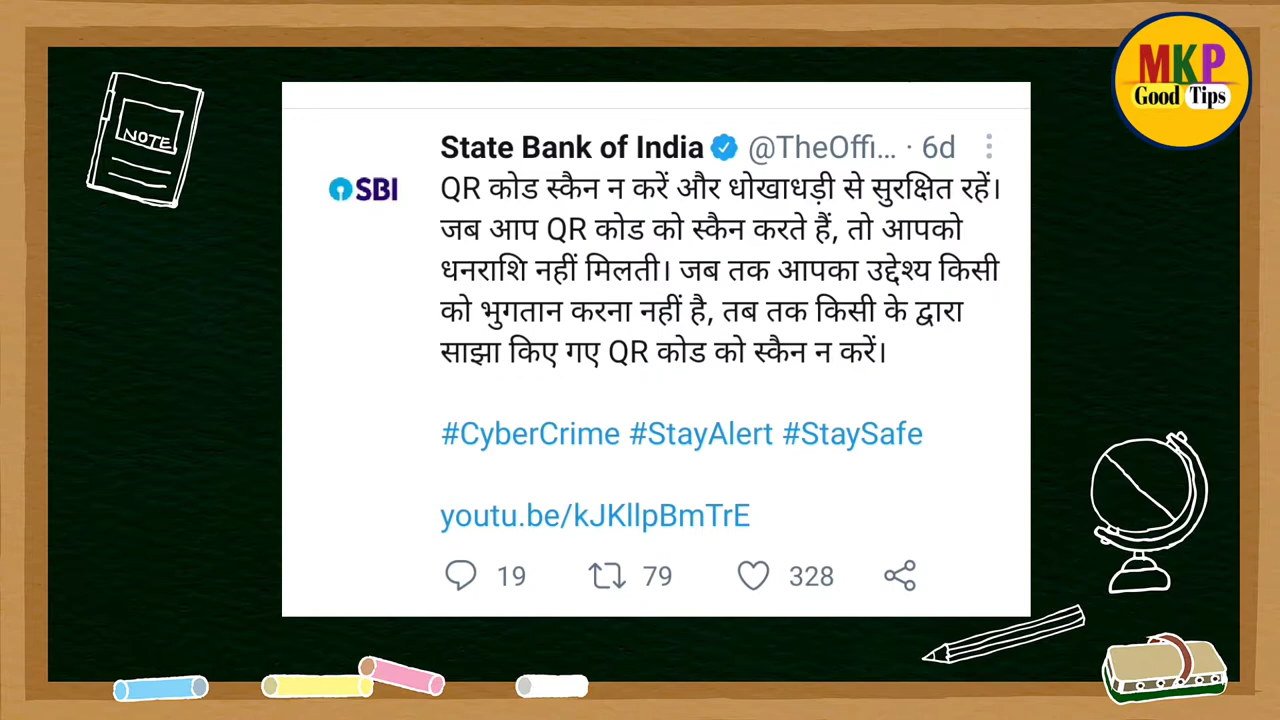 MKP
Good Tips
NOTE
State Bank of India @TheOffi... · 6d
SBI
QR कोड स्कैन न करें और धोखाधड़ी से सुरक्षित रहें।
जब आप QR कोड को स्कैन करते हैं, तो आपको
धनराशि नहीं मिलती। जब तक आपका उद्देश्य किसी
को भुगतान करना नहीं है, तब तक किसी के द्वारा
साझा किए गए QR कोड को स्कैन न करें।
#CyberCrime #StayAlert #StaySafe
youtu.be/kJKllpBmTrE
19 79 328